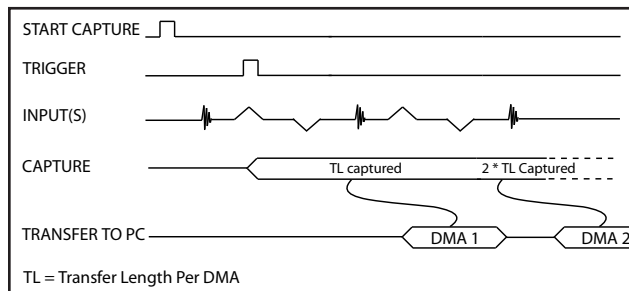 START CAPTURE
TRIGGER
INPUT(S)
CAPTURE
TL captured
2 * TL Captured
TRANSFER TO PC
DMA 1
DMA 2
TL = Transfer Length Per DMA